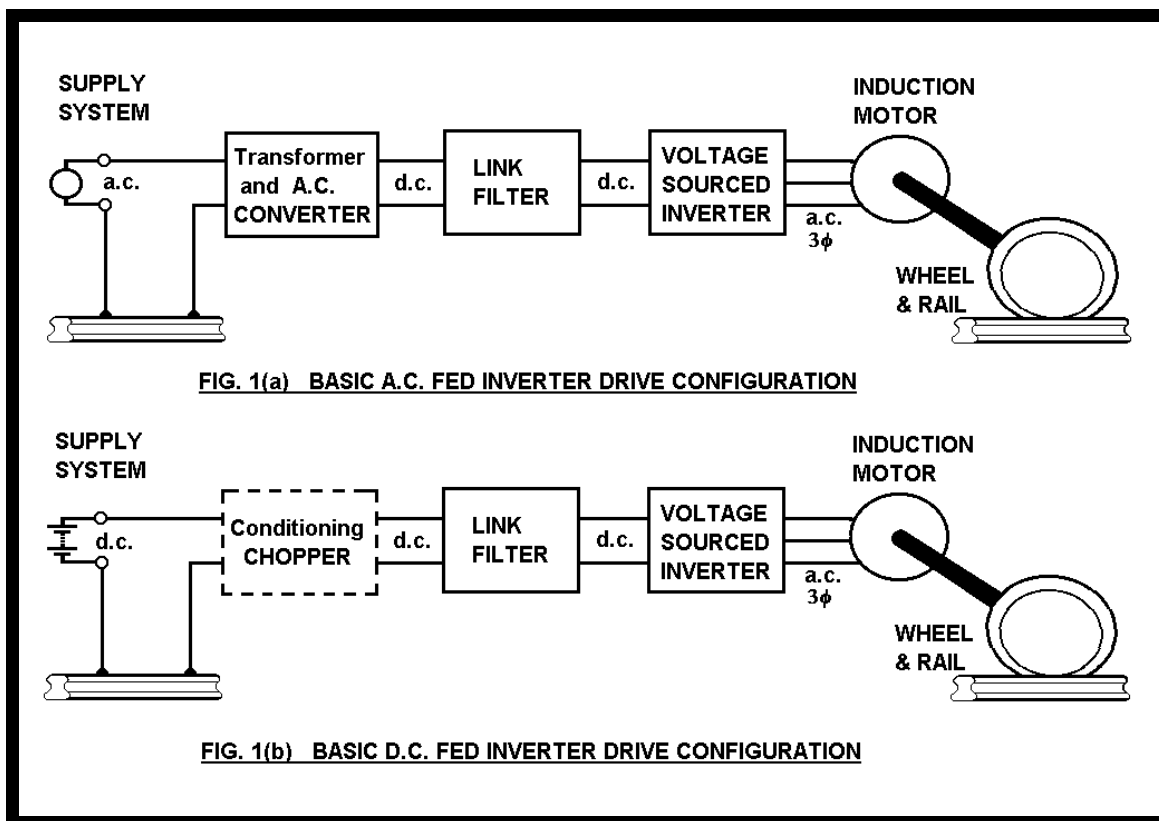 SUPPLY
SYSTEM
a.c.
Transformer
and A.C.
CONVERTER
d.c.
LINK
FILTER
d.c.
VOLTAGE
SOURCED
INVERTER
a.c.
3ϕ
INDUCTION
MOTOR
WHEEL
& RAIL
FIG. 1(a) BASIC A.C. FED INVERTER DRIVE CONFIGURATION
SUPPLY
SYSTEM
d.c.
Conditioning
CHOPPER
d.c.
LINK
FILTER
d.c.
VOLTAGE
SOURCED
INVERTER
a.c.
3ϕ
INDUCTION
MOTOR
WHEEL
& RAIL
FIG. 1(b) BASIC D.C. FED INVERTER DRIVE CONFIGURATION